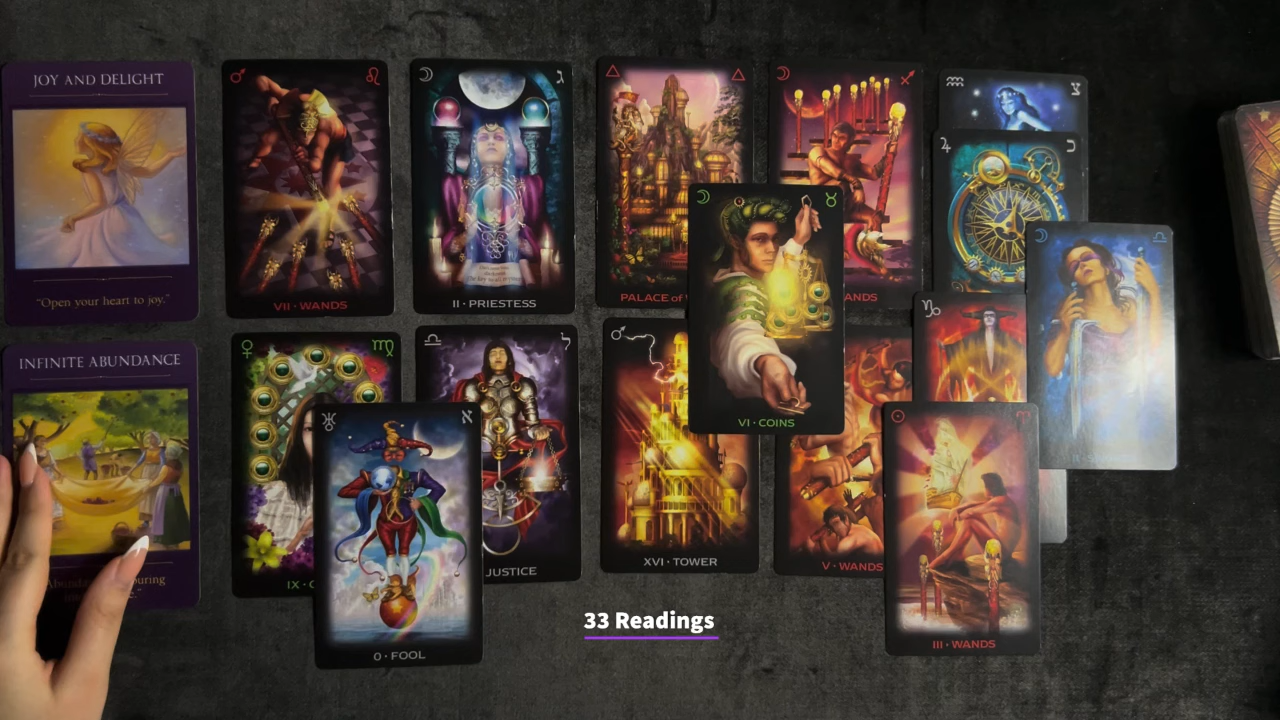 JOY AND DELIGHT
"Open your heart to joy."
VII · WANDS
II · PRIESTESS
PALACE of
ANDS
VI · COINS
INFINITE ABUNDANCE
IX · C
JUSTICE
XVI · TOWER
V · WANDS
0 · FOOL
III · WANDS
33 Readings